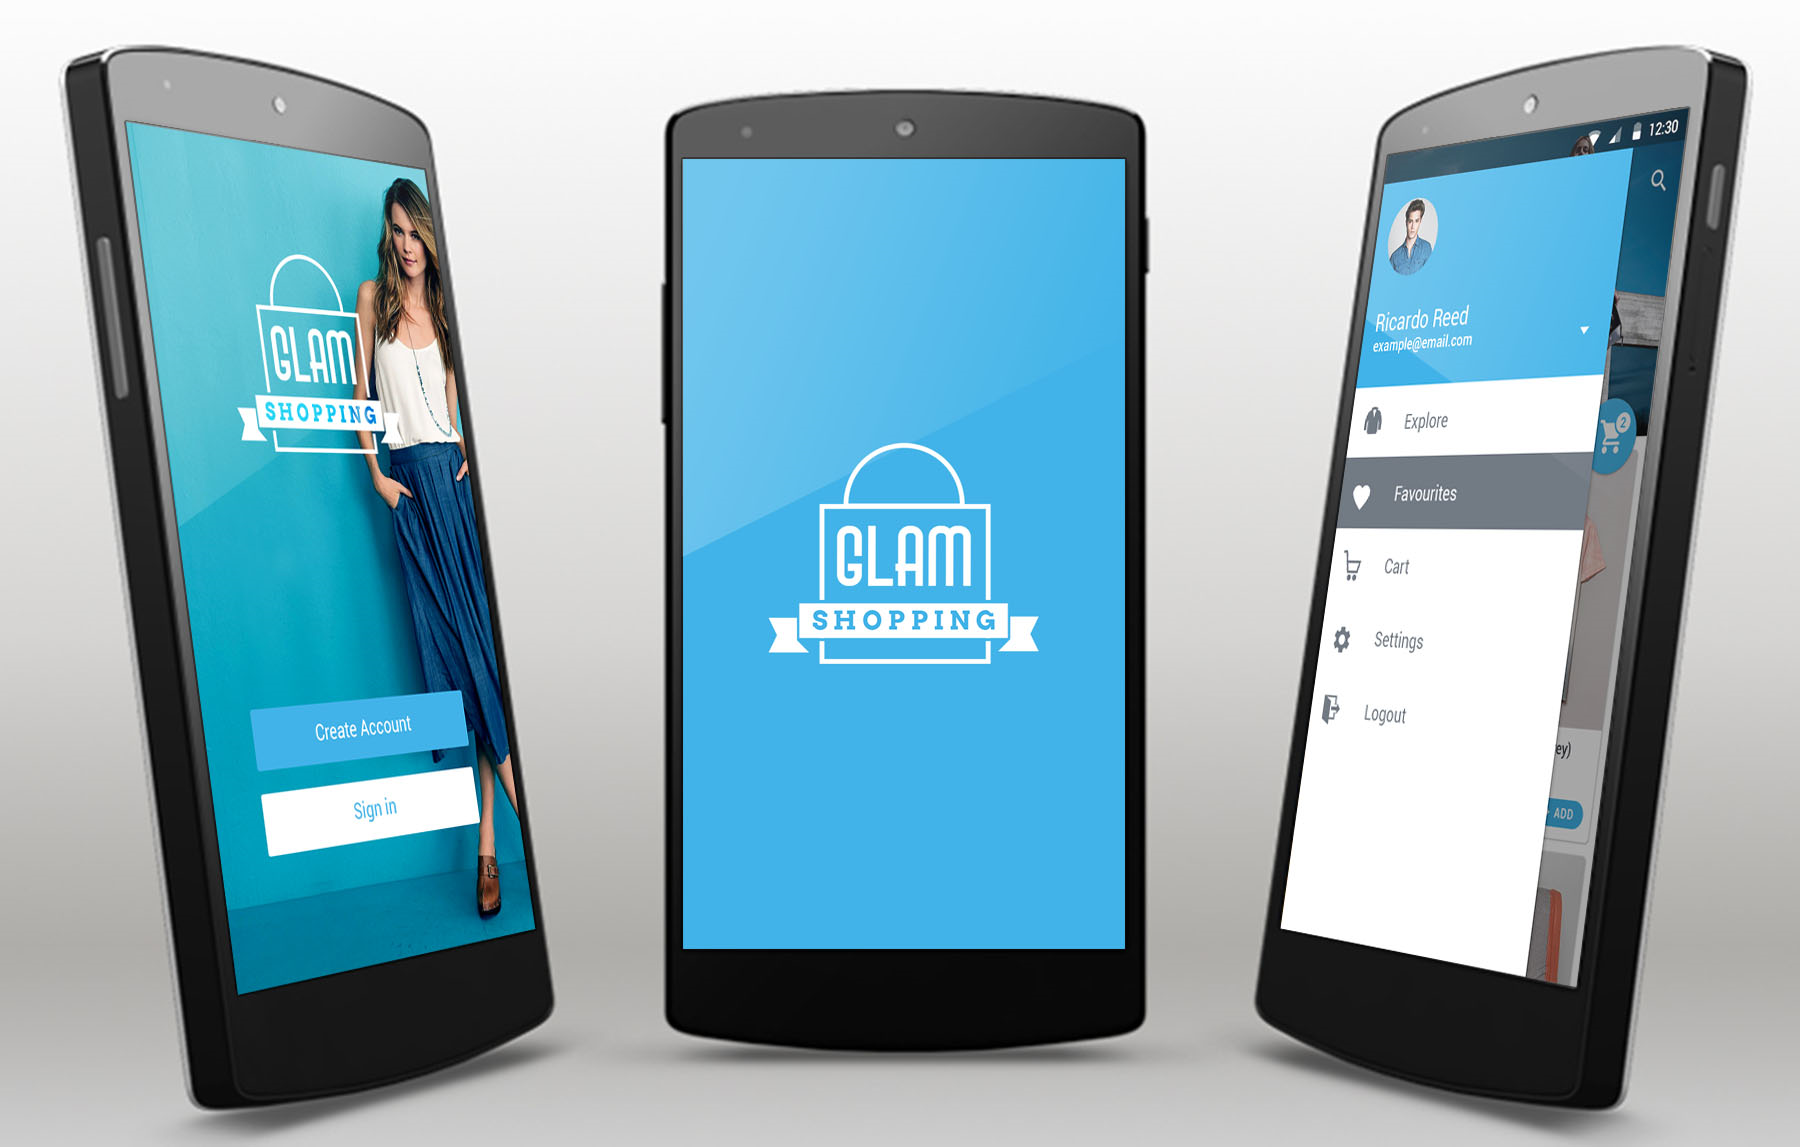 GLAM
SHOPPING
Create Account
Sign in
GLAM
SHOPPING
12:30
Ricardo Reed
example@email.com
Explore
2
Favourites
Cart
Settings
Logout
ey)
ADD